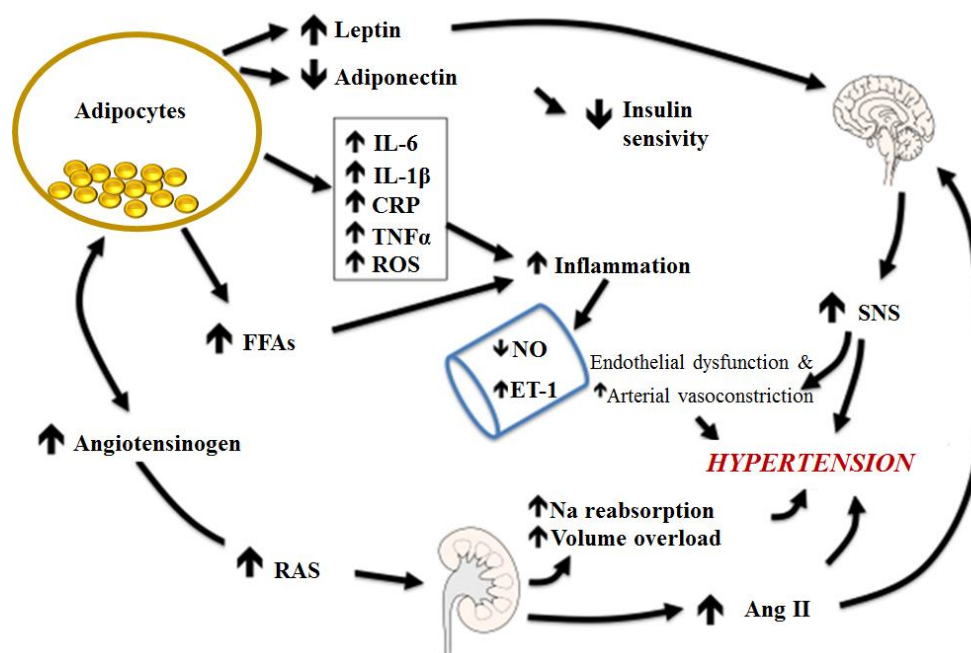 Leptin
Adiponectin
Adipocytes
Insulin
sensivity
IL-6
IL-1β
CRP
TNFα
ROS
Inflammation
SNS
FFAs
NO
ET-1
Endothelial dysfunction &
Arterial vasoconstriction
Angiotensinogen
HYPERTENSION
Na reabsorption
Volume overload
RAS
Ang II